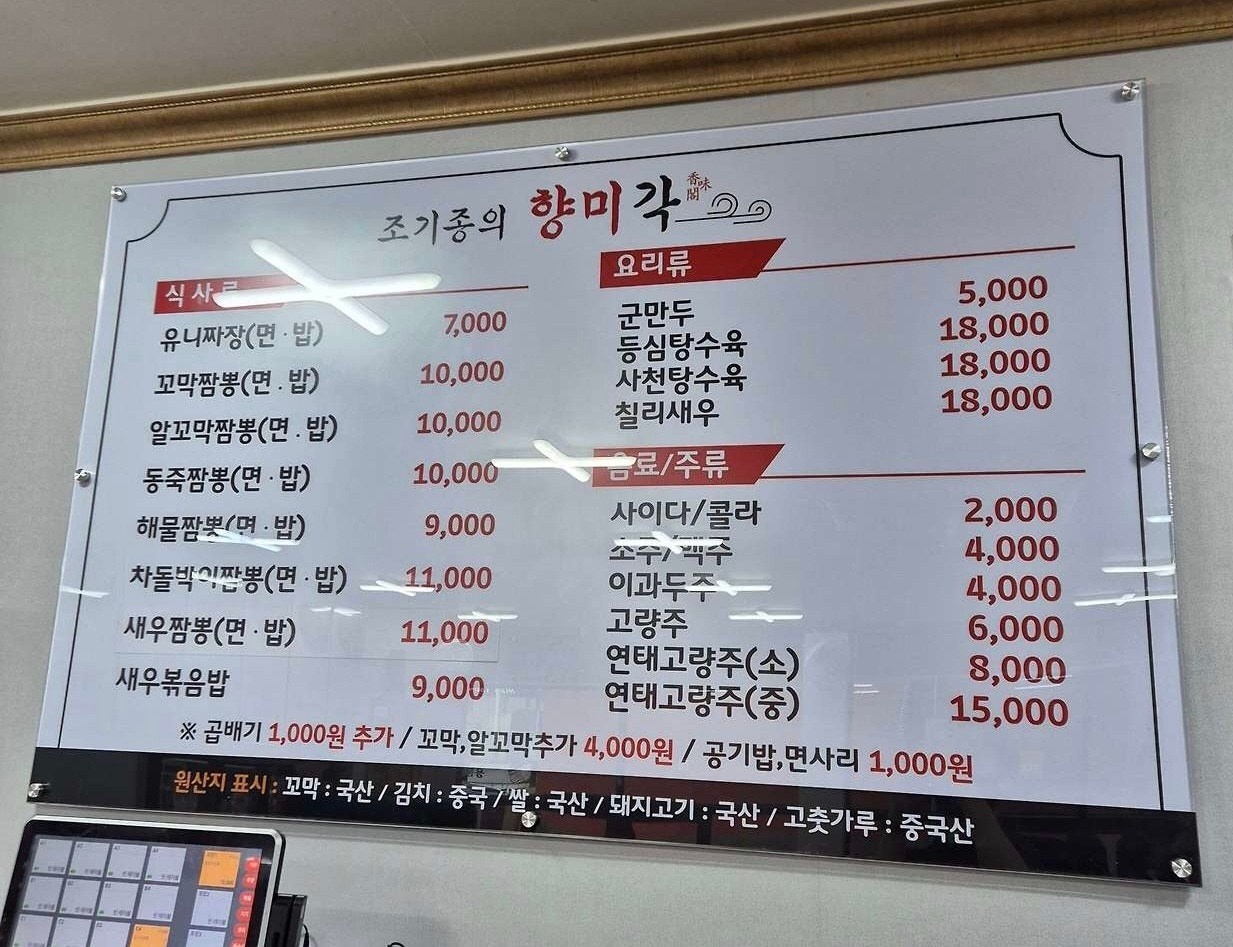 조기종의 향미각 香味閣
식사류
유니짜장(면·밥) 7,000
꼬막짬뽕(면·밥) 10,000
알꼬막짬뽕(면·밥) 10,000
동죽짬뽕(면·밥) 10,000
해물짬뽕(면·밥) 9,000
차돌박이짬뽕(면·밥) 11,000
새우짬뽕(면·밥) 11,000
새우볶음밥 9,000
요리류
군만두 5,000
등심탕수육 18,000
사천탕수육 18,000
칠리새우 18,000
음료/주류
사이다/콜라 2,000
소주/맥주 4,000
이과두주 4,000
고량주 6,000
연태고량주(소) 8,000
연태고량주(중) 15,000
※ 곱배기 1,000원 추가 / 꼬막,알꼬막추가 4,000원 / 공기밥,면사리 1,000원
원산지 표시 : 꼬막 : 국산 / 김치 : 중국 / 쌀 : 국산 / 돼지고기 : 국산 / 고춧가루 : 중국산